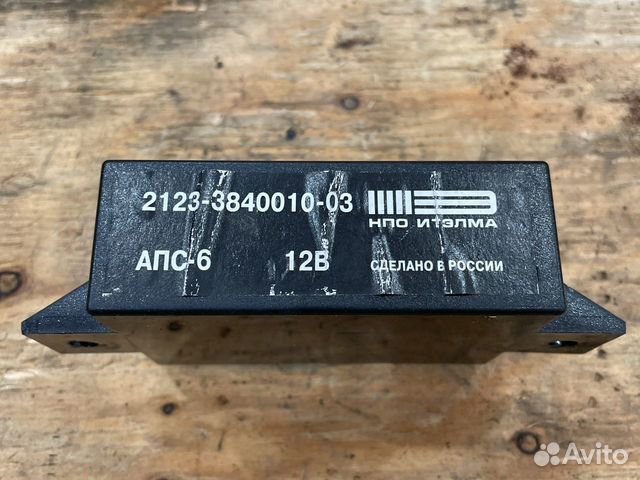 2123-3840010-03
НПО ИТЭЛМА
АПС-6 12В СДЕЛАНО В РОССИИ
Avito